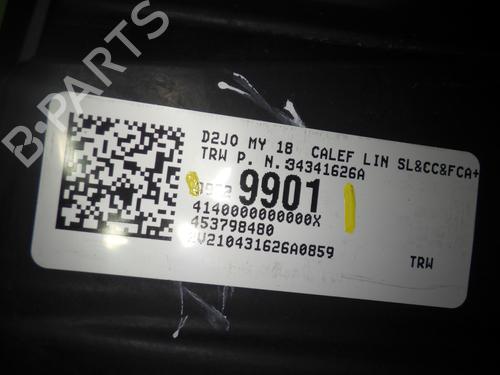 D2JO MY 18 CALEF LIN SL&CC&FCA+
TRW P. N.:34341626A
9901
4140000000000X
453798480
2V210431626A0859
TRW
B-PARTS